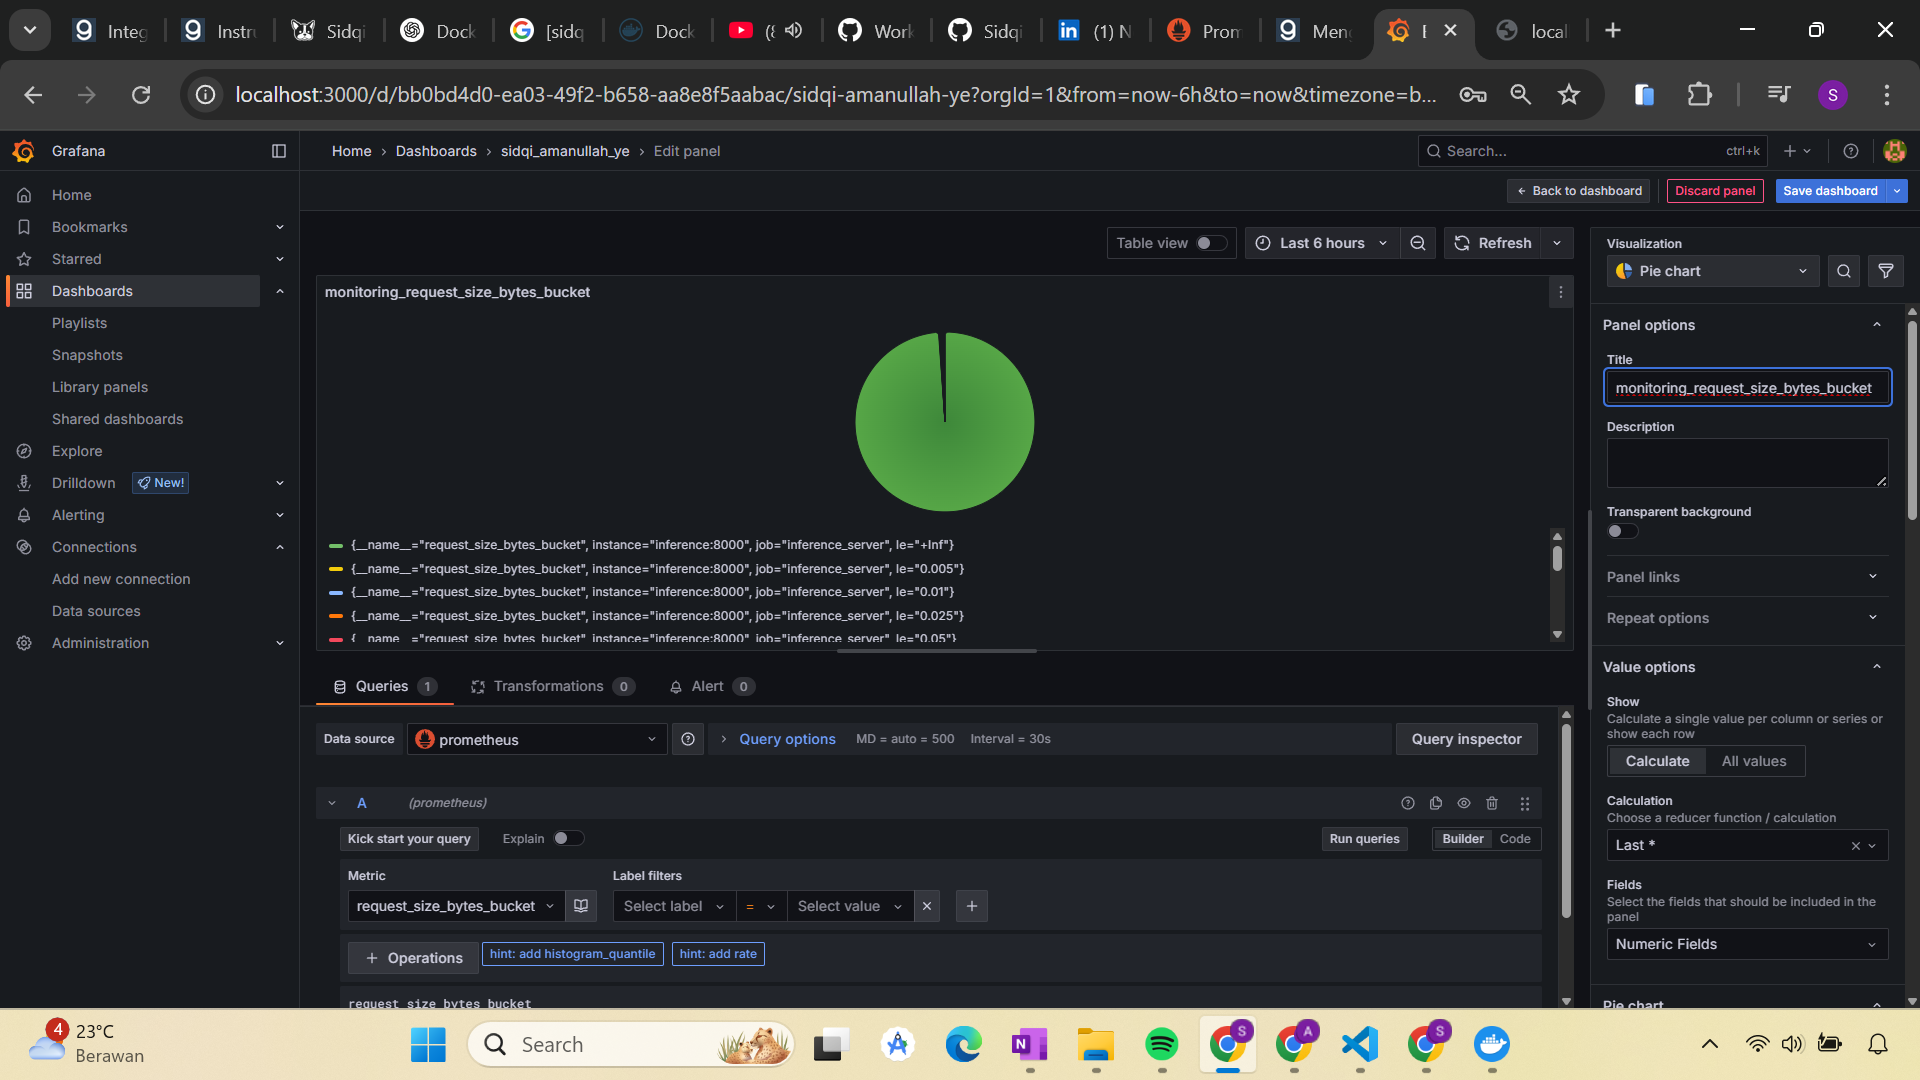 Integ
Instru
Sidqi
Dock
[sidq
Dock
(8
Work
Sidqi
(1) N
Prom
Meng
local
localhost:3000/d/bb0bd4d0-ea03-49f2-b658-aa8e8f5aabac/sidqi-amanullah-ye?orgId=1&from=now-6h&to=now&timezone=b...
S
Grafana
Home › Dashboards › sidqi_amanullah_ye › Edit panel
Search...
ctrl+k
Back to dashboard
Discard panel
Save dashboard
Home
Bookmarks
Starred
Dashboards
Playlists
Snapshots
Library panels
Shared dashboards
Explore
Drilldown
New!
Alerting
Connections
Add new connection
Data sources
Administration
Table view
Last 6 hours
Refresh
monitoring_request_size_bytes_bucket
{__name__="request_size_bytes_bucket", instance="inference:8000", job="inference_server", le="+Inf"}
{__name__="request_size_bytes_bucket", instance="inference:8000", job="inference_server", le="0.005"}
{__name__="request_size_bytes_bucket", instance="inference:8000", job="inference_server", le="0.01"}
{__name__="request_size_bytes_bucket", instance="inference:8000", job="inference_server", le="0.025"}
{__name__="request_size_bytes_bucket", instance="inference:8000", job="inference_server", le="0.05"}
Queries 1
Transformations 0
Alert 0
Data source
prometheus
Query options
MD = auto = 500
Interval = 30s
Query inspector
A
(prometheus)
Kick start your query
Explain
Run queries
Builder
Code
Metric
Label filters
request_size_bytes_bucket
Select label
=
Select value
+ Operations
hint: add histogram_quantile
hint: add rate
request_size_bytes_bucket
Visualization
Pie chart
Panel options
Title
monitoring_request_size_bytes_bucket
Description
Transparent background
Panel links
Repeat options
Value options
Show
Calculate a single value per column or series or
show each row
Calculate
All values
Calculation
Choose a reducer function / calculation
Last *
Fields
Select the fields that should be included in the
panel
Numeric Fields
Pie chart
4
23°C
Berawan
Search
N
S
A
S